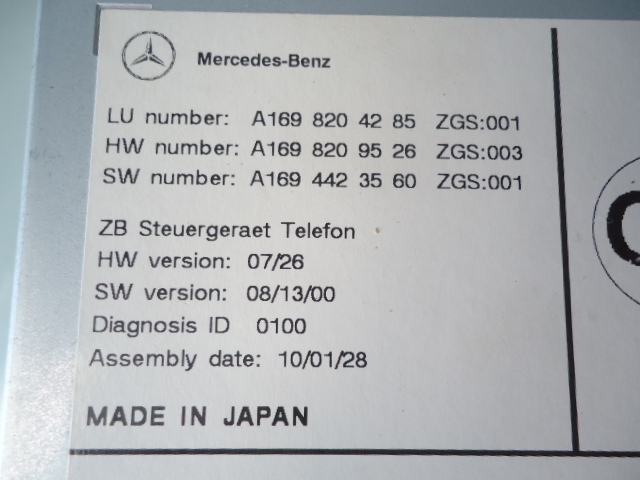 Mercedes-Benz
LU number: A169 820 42 85 ZGS:001
HW number: A169 820 95 26 ZGS:003
SW number: A169 442 35 60 ZGS:001
ZB Steuergeraet Telefon
HW version: 07/26
SW version: 08/13/00
Diagnosis ID 0100
Assembly date: 10/01/28
MADE IN JAPAN